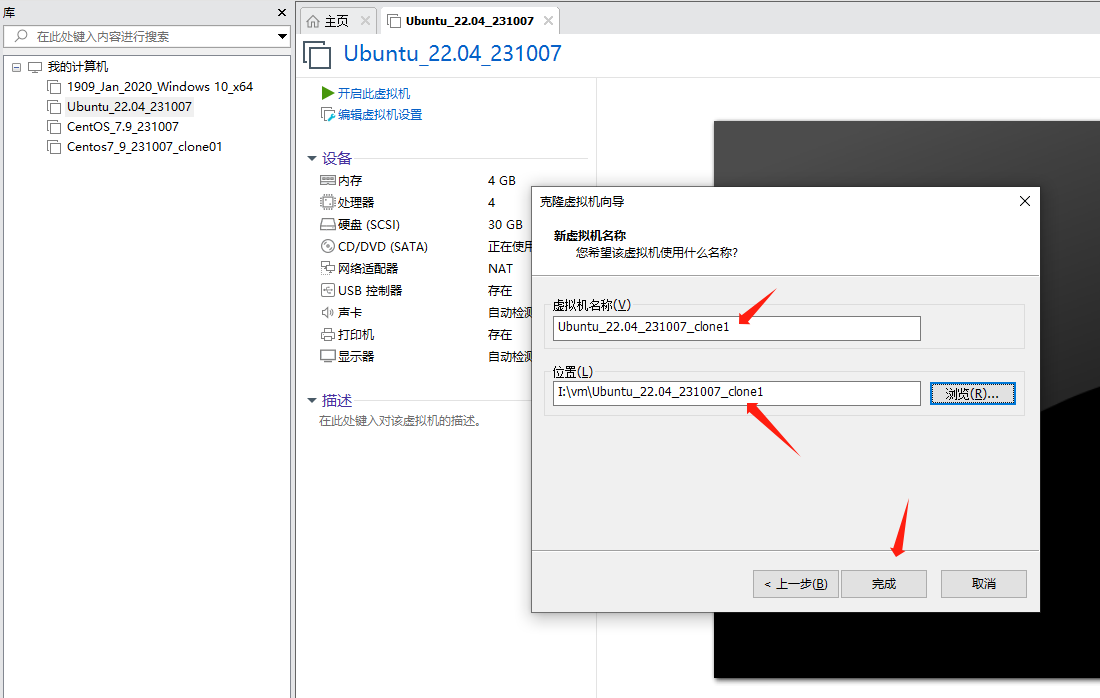 库
在此处键入内容进行搜索
我的计算机
1909_Jan_2020_Windows 10_x64
Ubuntu_22.04_231007
CentOS_7.9_231007
Centos7_9_231007_clone01
主页
Ubuntu_22.04_231007
Ubuntu_22.04_231007
开启此虚拟机
编辑虚拟机设置
设备
内存 4 GB
处理器 4
硬盘 (SCSI) 30 GB
CD/DVD (SATA) 正在使用
网络适配器 NAT
USB 控制器 存在
声卡 自动检测
打印机 存在
显示器 自动检测
描述
在此处键入对该虚拟机的描述。
克隆虚拟机向导
新虚拟机名称
您希望该虚拟机使用什么名称?
虚拟机名称(V)
Ubuntu_22.04_231007_clone1
位置(L)
I:\vm\Ubuntu_22.04_231007_clone1
浏览(R)...
< 上一步(B)
完成
取消